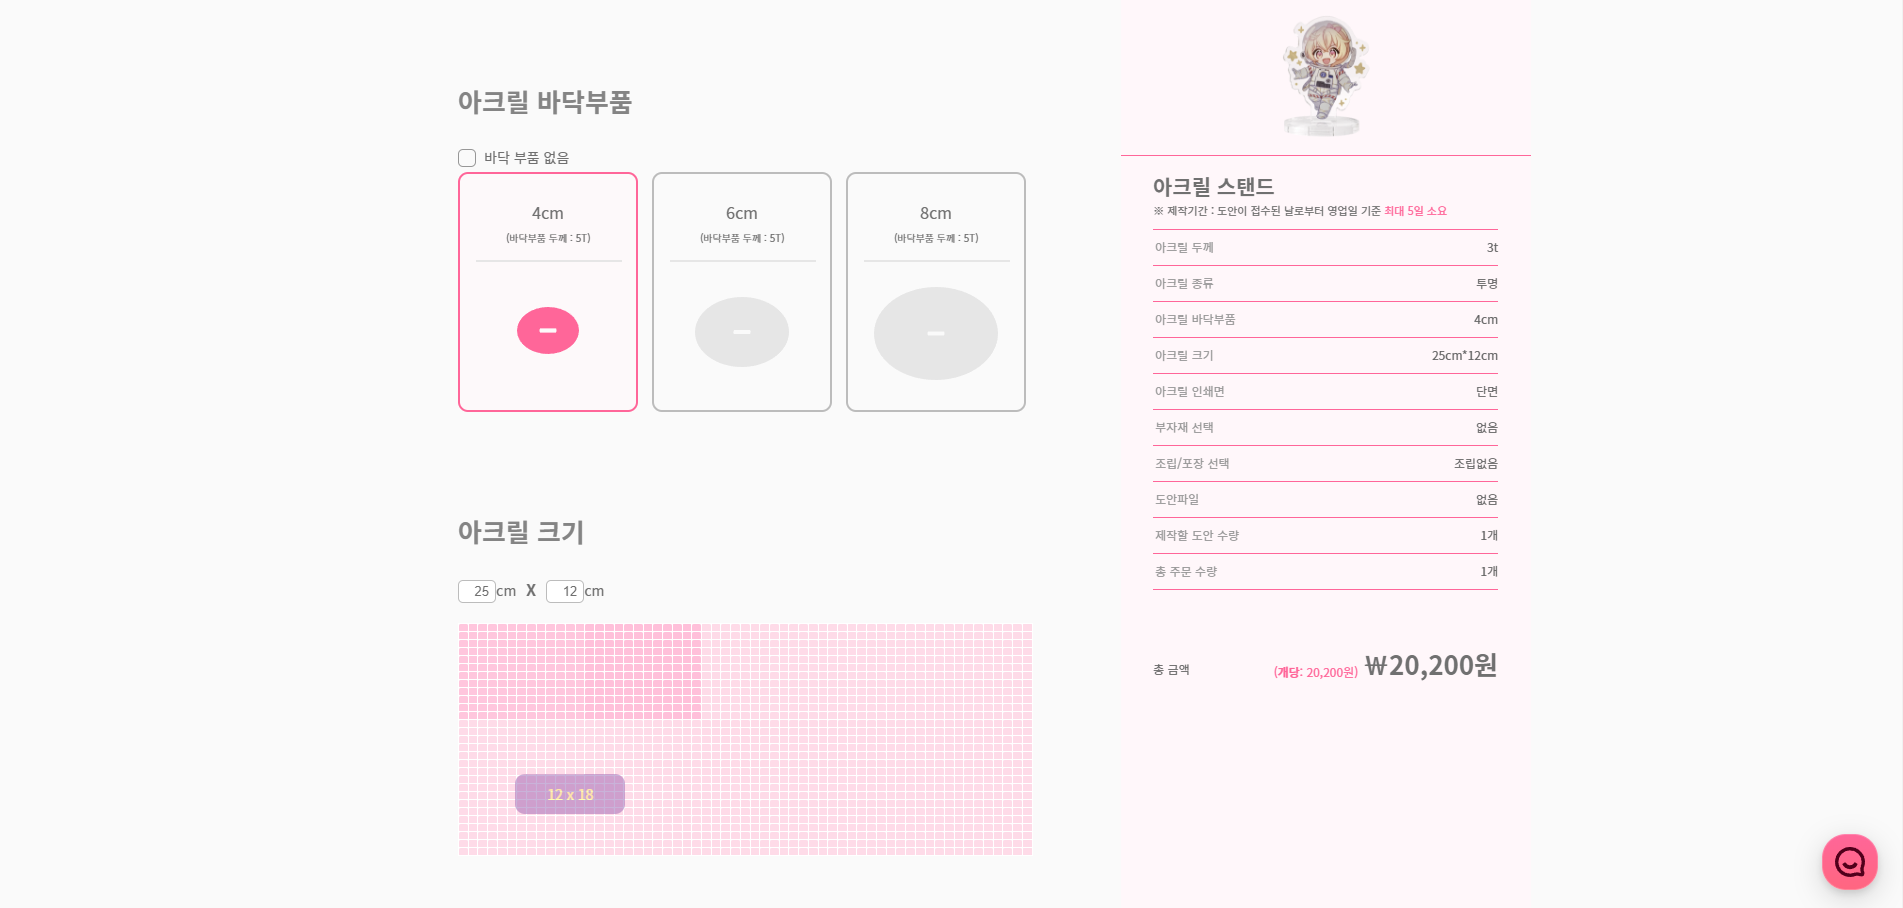 아크릴 바닥부품
바닥 부품 없음
4cm
(바닥부품 두께 : 5T)
6cm
(바닥부품 두께 : 5T)
8cm
(바닥부품 두께 : 5T)
아크릴 크기
25 cm X 12 cm
12 x 18
아크릴 스탠드
※ 제작기간 : 도안이 접수된 날로부터 영업일 기준 최대 5일 소요
아크릴 두께 3t
아크릴 종류 투명
아크릴 바닥부품 4cm
아크릴 크기 25cm*12cm
아크릴 인쇄면 단면
부자재 선택 없음
조립/포장 선택 조립없음
도안파일 없음
제작할 도안 수량 1개
총 주문 수량 1개
총 금액 (개당: 20,200원) ₩20,200원